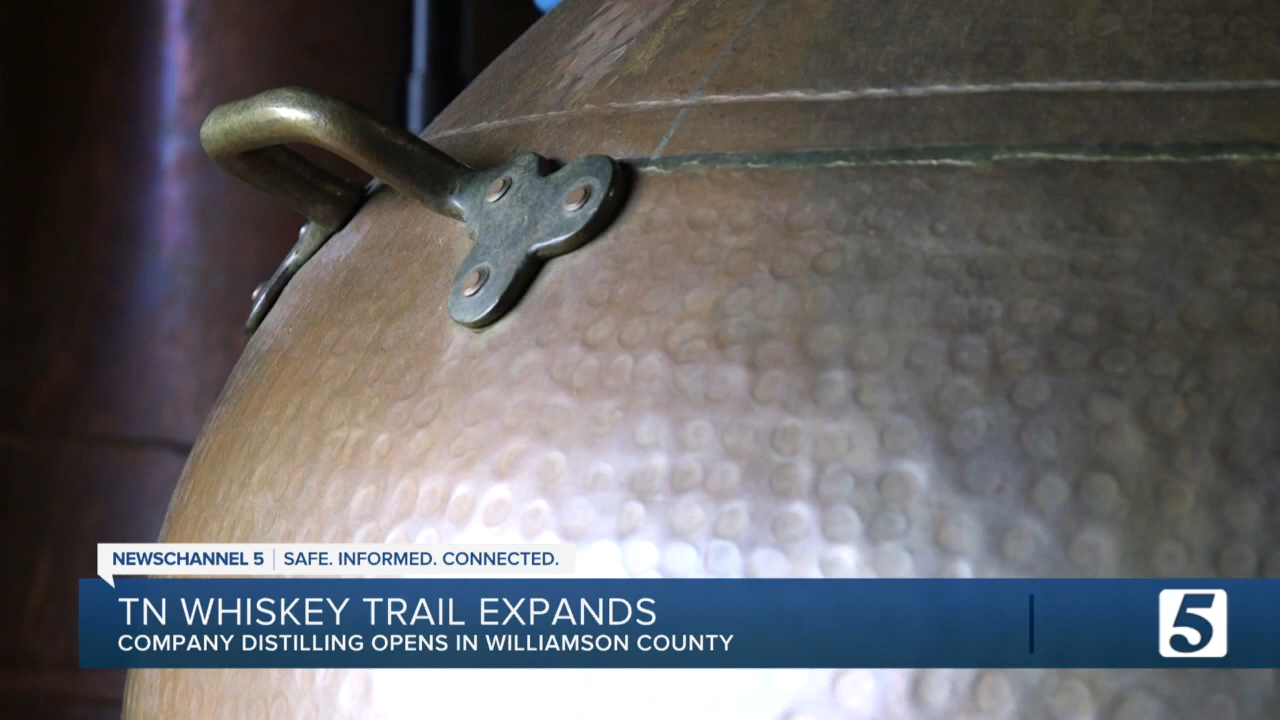 NEWSCHANNEL 5 | SAFE. INFORMED. CONNECTED.
TN WHISKEY TRAIL EXPANDS
COMPANY DISTILLING OPENS IN WILLIAMSON COUNTY
5